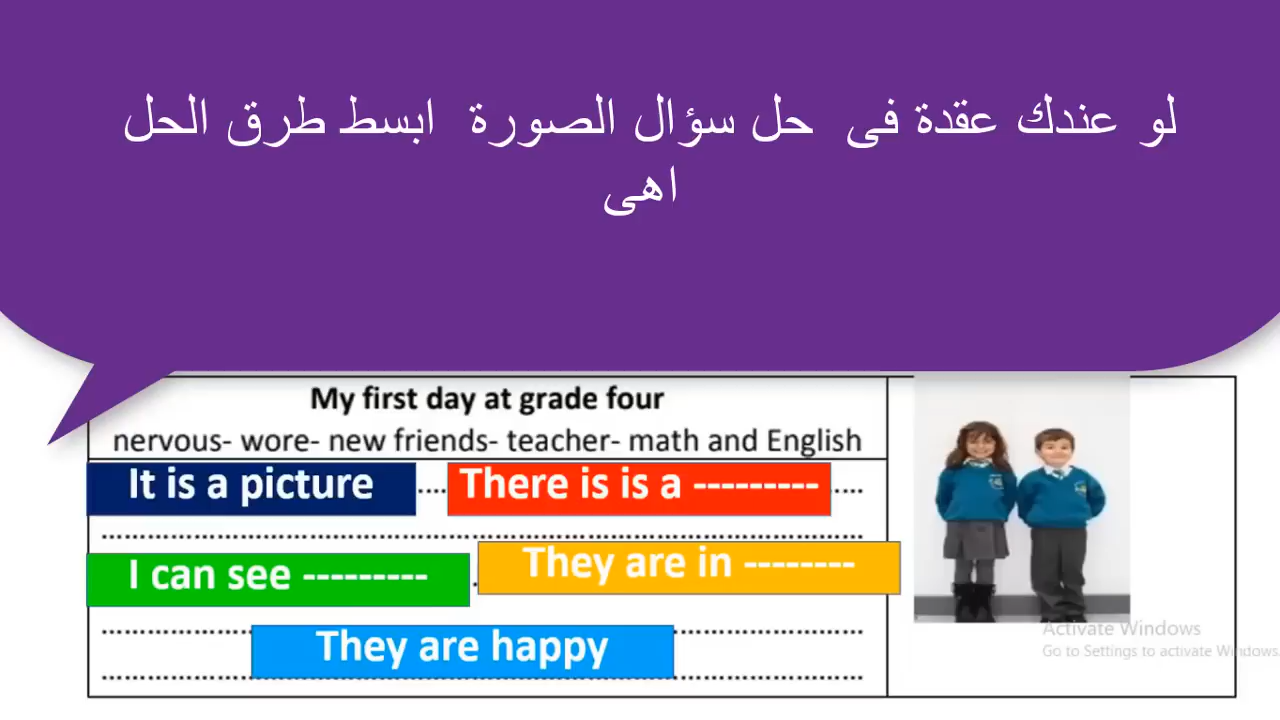 لو عندك عقدة فى حل سؤال الصورة ابسط طرق الحل
اهى
My first day at grade four
nervous- wore- new friends- teacher- math and English
It is a picture .... There is is a --------- .....
I can see --------- . They are in --------
They are happy
Activate Windows
Go to Settings to activate Windows.